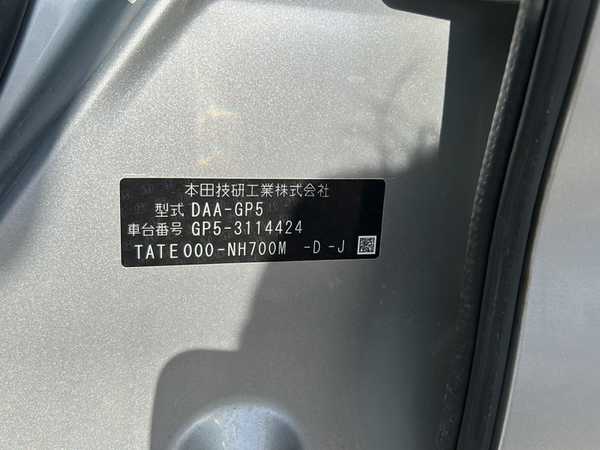 本田技研工業株式会社
型式 DAA-GP5
車台番号 GP5-3114424
TATE000-NH700M -D -J